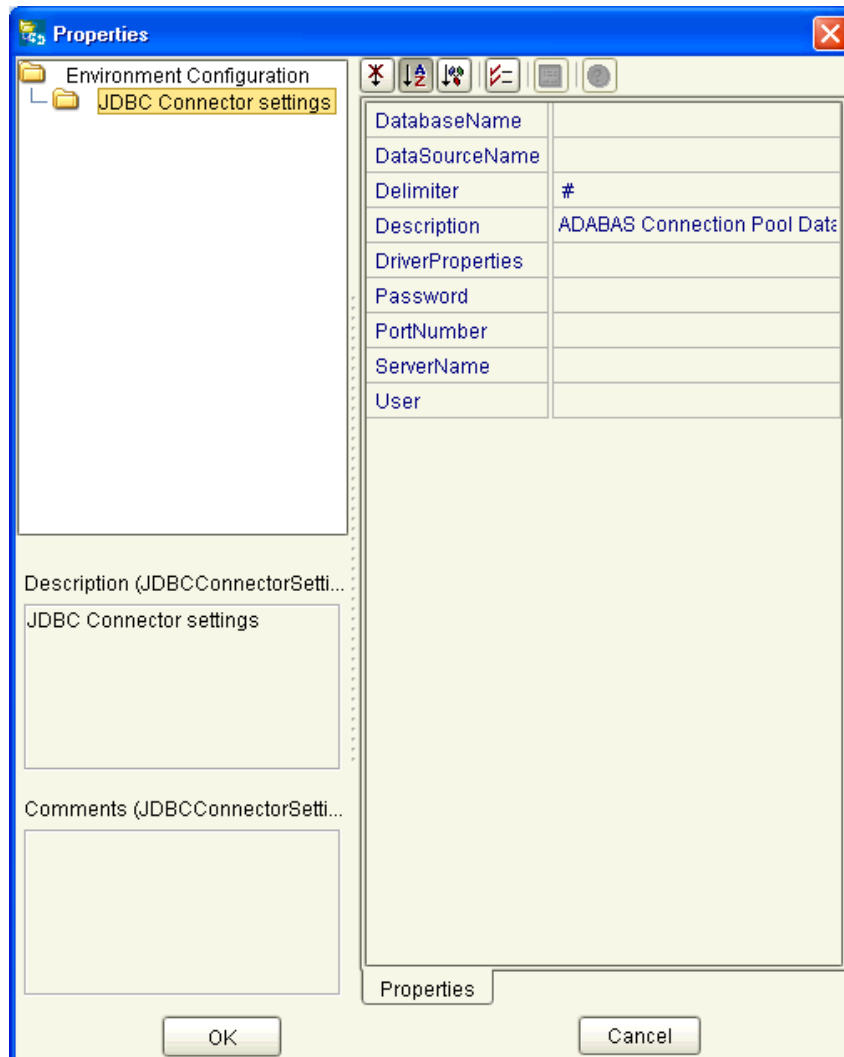 Properties
Environment Configuration
JDBC Connector settings
DatabaseName
DataSourceName
Delimiter #
Description ADABAS Connection Pool Data
DriverProperties
Password
PortNumber
ServerName
User
Description (JDBCConnectorSetti...
JDBC Connector settings
Comments (JDBCConnectorSetti...
Properties
OK Cancel